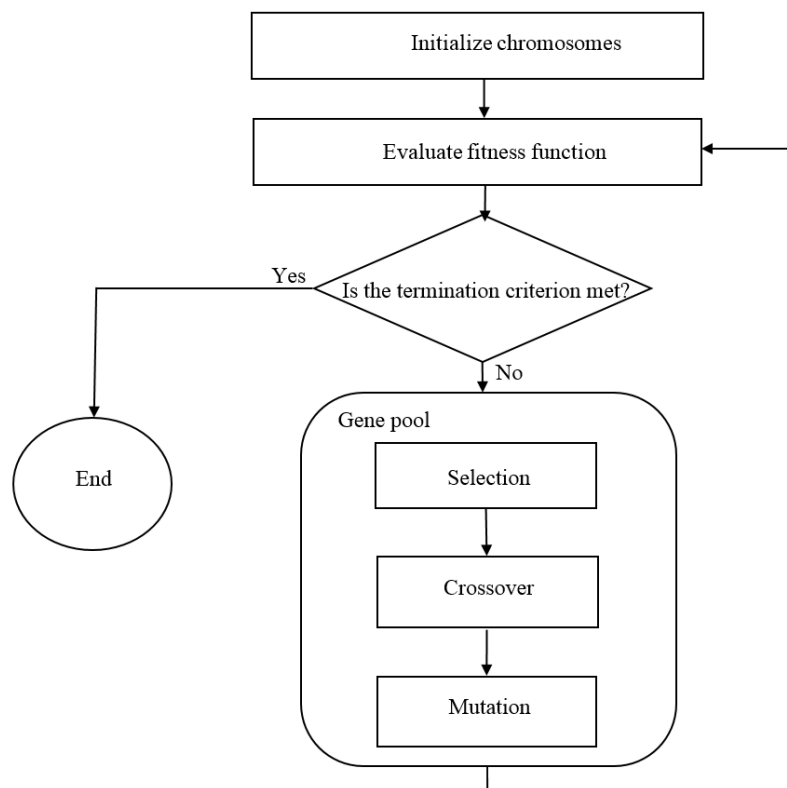 Initialize chromosomes
Evaluate fitness function
Yes
Is the termination criterion met?
No
Gene pool
End
Selection
Crossover
Mutation